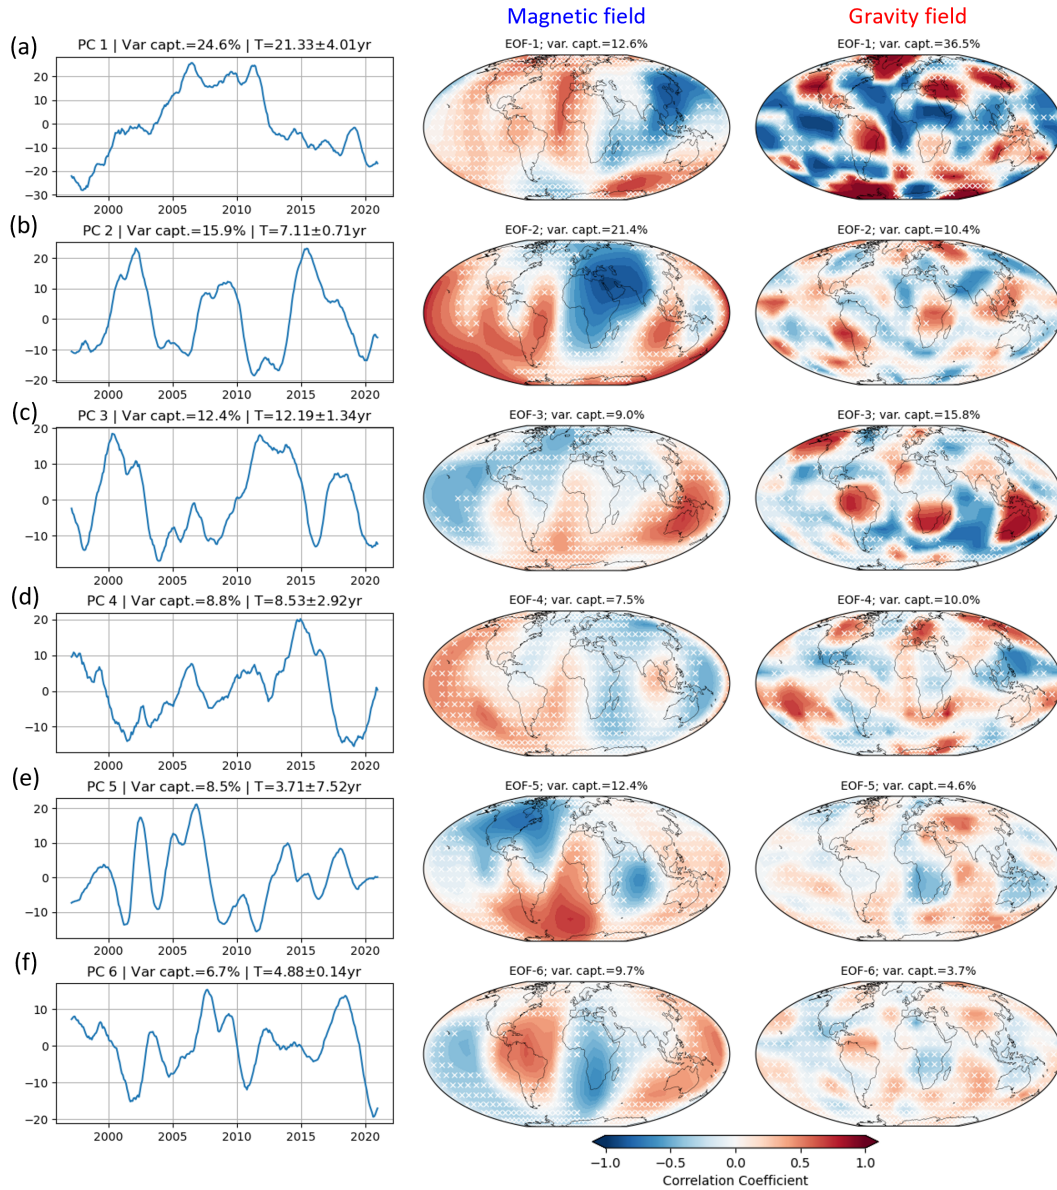 Magnetic field
Gravity field
(a)
PC 1 | Var capt.=24.6% | T=21.33±4.01yr
20
10
0
−10
−20
−30
2000 2005 2010 2015 2020
EOF-1; var. capt.=12.6%
EOF-1; var. capt.=36.5%
(b)
PC 2 | Var capt.=15.9% | T=7.11±0.71yr
20
10
0
−10
−20
2000 2005 2010 2015 2020
EOF-2; var. capt.=21.4%
EOF-2; var. capt.=10.4%
(c)
PC 3 | Var capt.=12.4% | T=12.19±1.34yr
20
10
0
−10
2000 2005 2010 2015 2020
EOF-3; var. capt.=9.0%
EOF-3; var. capt.=15.8%
(d)
PC 4 | Var capt.=8.8% | T=8.53±2.92yr
20
10
0
−10
2000 2005 2010 2015 2020
EOF-4; var. capt.=7.5%
EOF-4; var. capt.=10.0%
(e)
PC 5 | Var capt.=8.5% | T=3.71±7.52yr
20
10
0
−10
2000 2005 2010 2015 2020
EOF-5; var. capt.=12.4%
EOF-5; var. capt.=4.6%
(f)
PC 6 | Var capt.=6.7% | T=4.88±0.14yr
10
0
−10
−20
2000 2005 2010 2015 2020
EOF-6; var. capt.=9.7%
EOF-6; var. capt.=3.7%
−1.0 −0.5 0.0 0.5 1.0
Correlation Coefficient